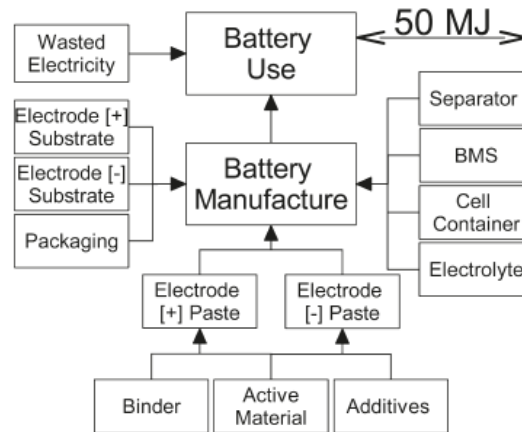 50 MJ
Wasted
Electricity
Battery
Use
Electrode [+]
Substrate
Electrode [-]
Substrate
Packaging
Battery
Manufacture
Separator
BMS
Cell
Container
Electrolyte
Electrode
[+] Paste
Electrode
[-] Paste
Binder
Active
Material
Additives